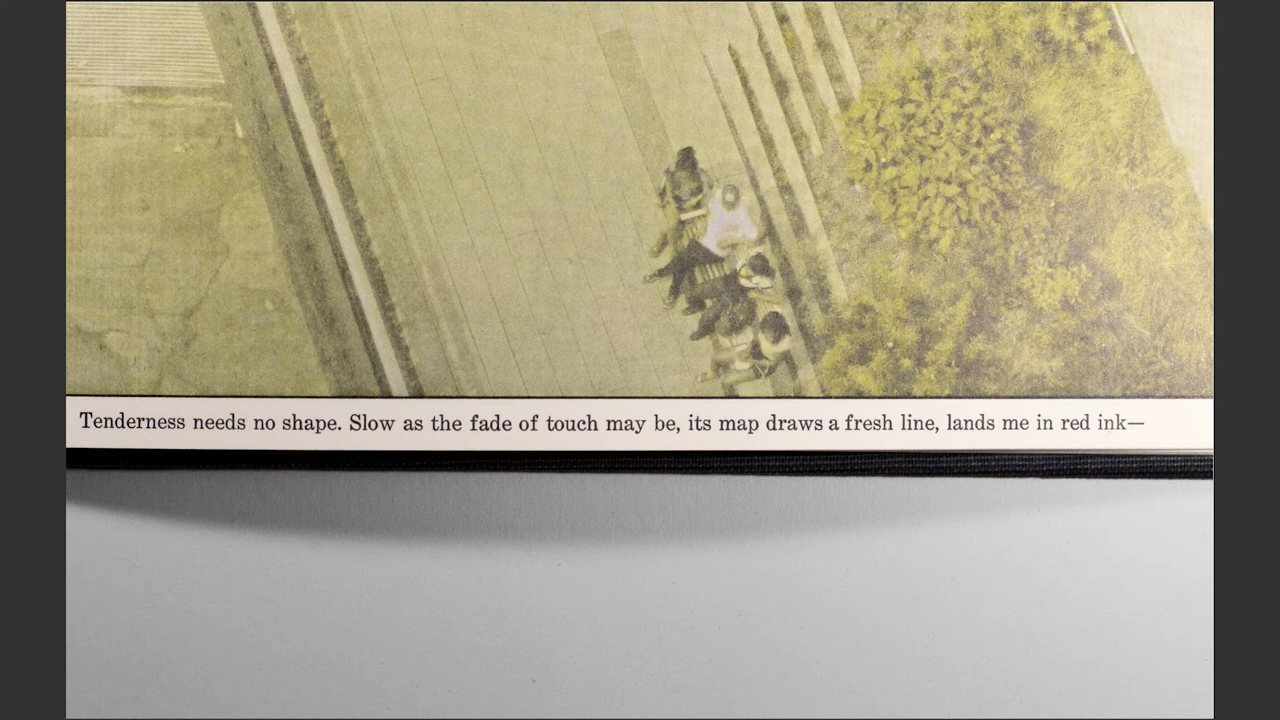 Tenderness needs no shape. Slow as the fade of touch may be, its map draws a fresh line, lands me in red ink—